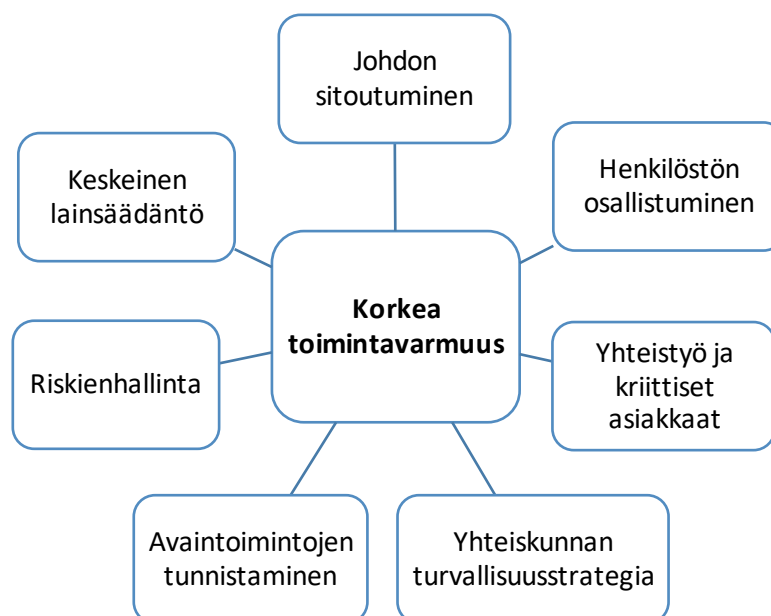 Johdon
sitoutuminen
Keskeinen
lainsäädäntö
Henkilöstön
osallistuminen
Korkea
toimintavarmuus
Riskienhallinta
Yhteistyö ja
kriittiset
asiakkaat
Avaintoimintojen
tunnistaminen
Yhteiskunnan
turvallisuusstrategia